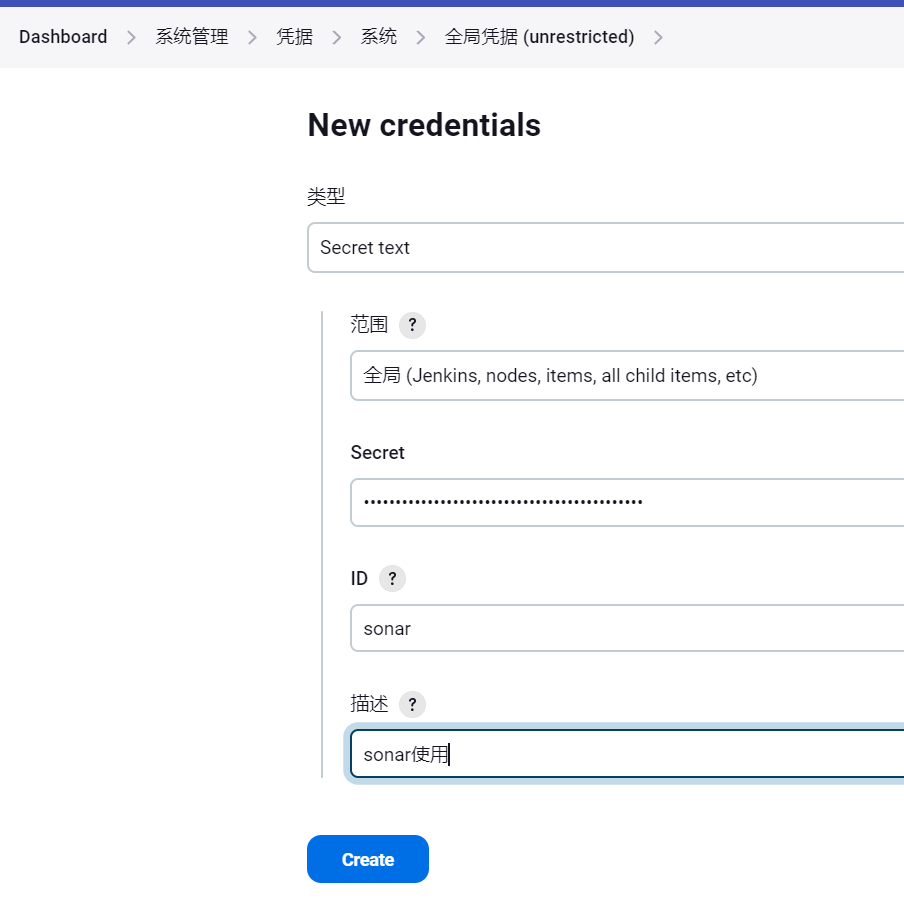 Dashboard > 系统管理 > 凭据 > 系统 > 全局凭据 (unrestricted) >
New credentials
类型
Secret text
范围 ?
全局 (Jenkins, nodes, items, all child items, etc)
Secret
••••••••••••••••••••••••••••••••••••••••••••
ID ?
sonar
描述 ?
sonar使用
Create